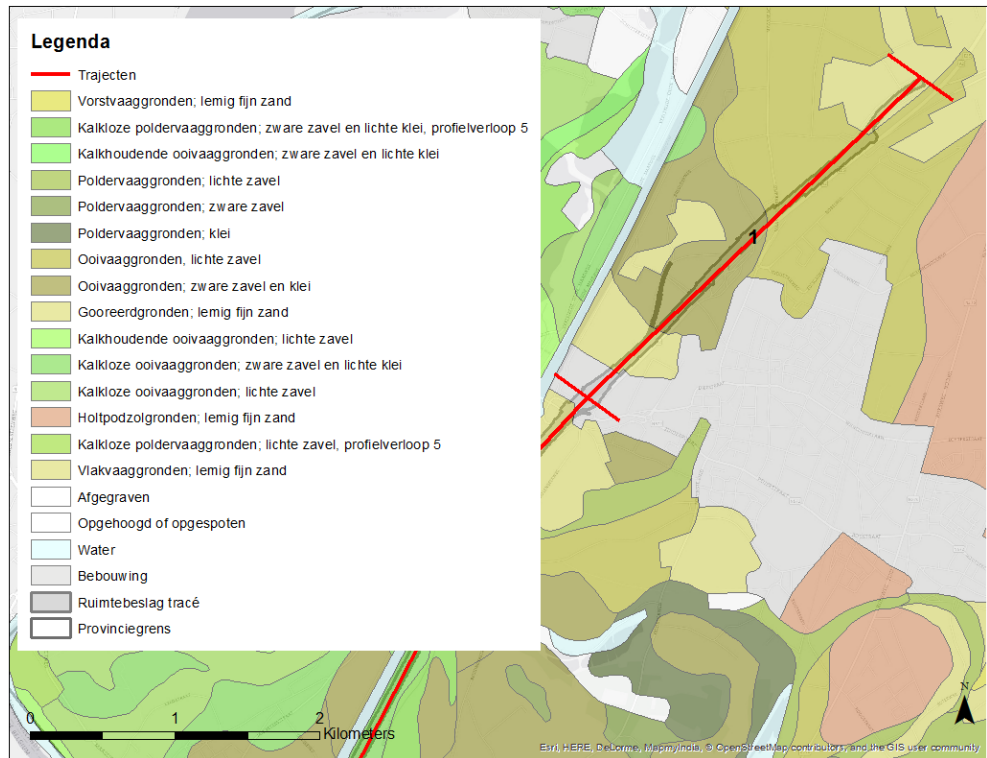 Legenda
Trajecten
Vorstvaaggronden; lemig fijn zand
Kalkloze poldervaaggronden; zware zavel en lichte klei, profielverloop 5
Kalkhoudende ooivaaggronden; zware zavel en lichte klei
Poldervaaggronden; lichte zavel
Poldervaaggronden; zware zavel
Poldervaaggronden; klei
Ooivaaggronden, lichte zavel
Ooivaaggronden; zware zavel en klei
Gooreerdgronden; lemig fijn zand
Kalkhoudende ooivaaggronden; lichte zavel
Kalkloze ooivaaggronden; zware zavel en lichte klei
Kalkloze ooivaaggronden; lichte zavel
Holtpodzolgronden; lemig fijn zand
Kalkloze poldervaaggronden; lichte zavel, profielverloop 5
Vlakvaaggronden; lemig fijn zand
Afgegraven
Opgehoogd of opgespoten
Water
Bebouwing
Ruimtebeslag tracé
Provinciegrens
1
N
0 1 2
Kilometers
Esri, HERE, DeLorme, MapmyIndia, © OpenStreetMap contributors, and the GIS user community